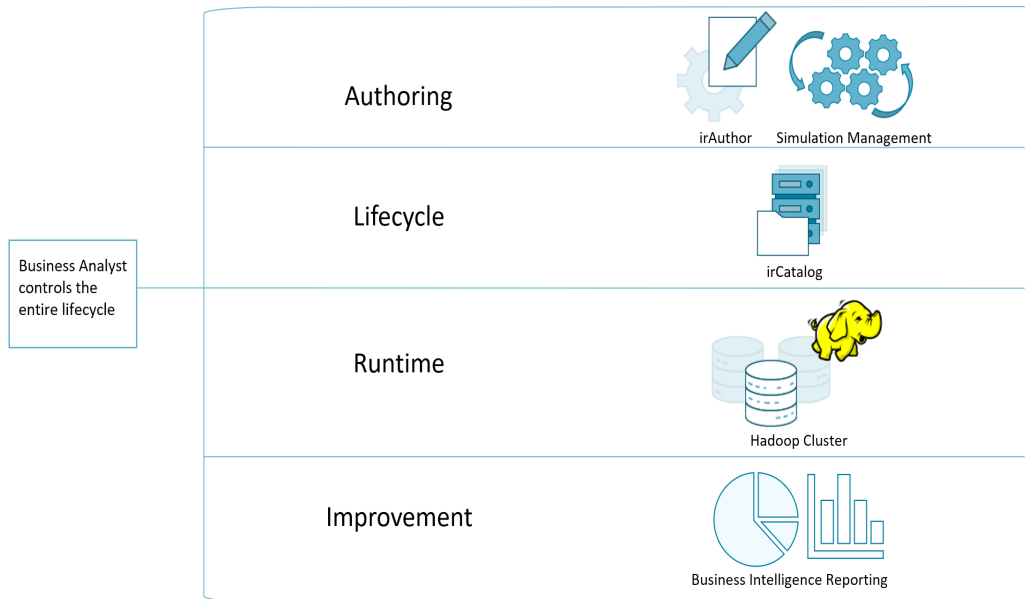 Authoring
irAuthor
Simulation Management
Lifecycle
irCatalog
Business Analyst
controls the
entire lifecycle
Runtime
Hadoop Cluster
Improvement
Business Intelligence Reporting